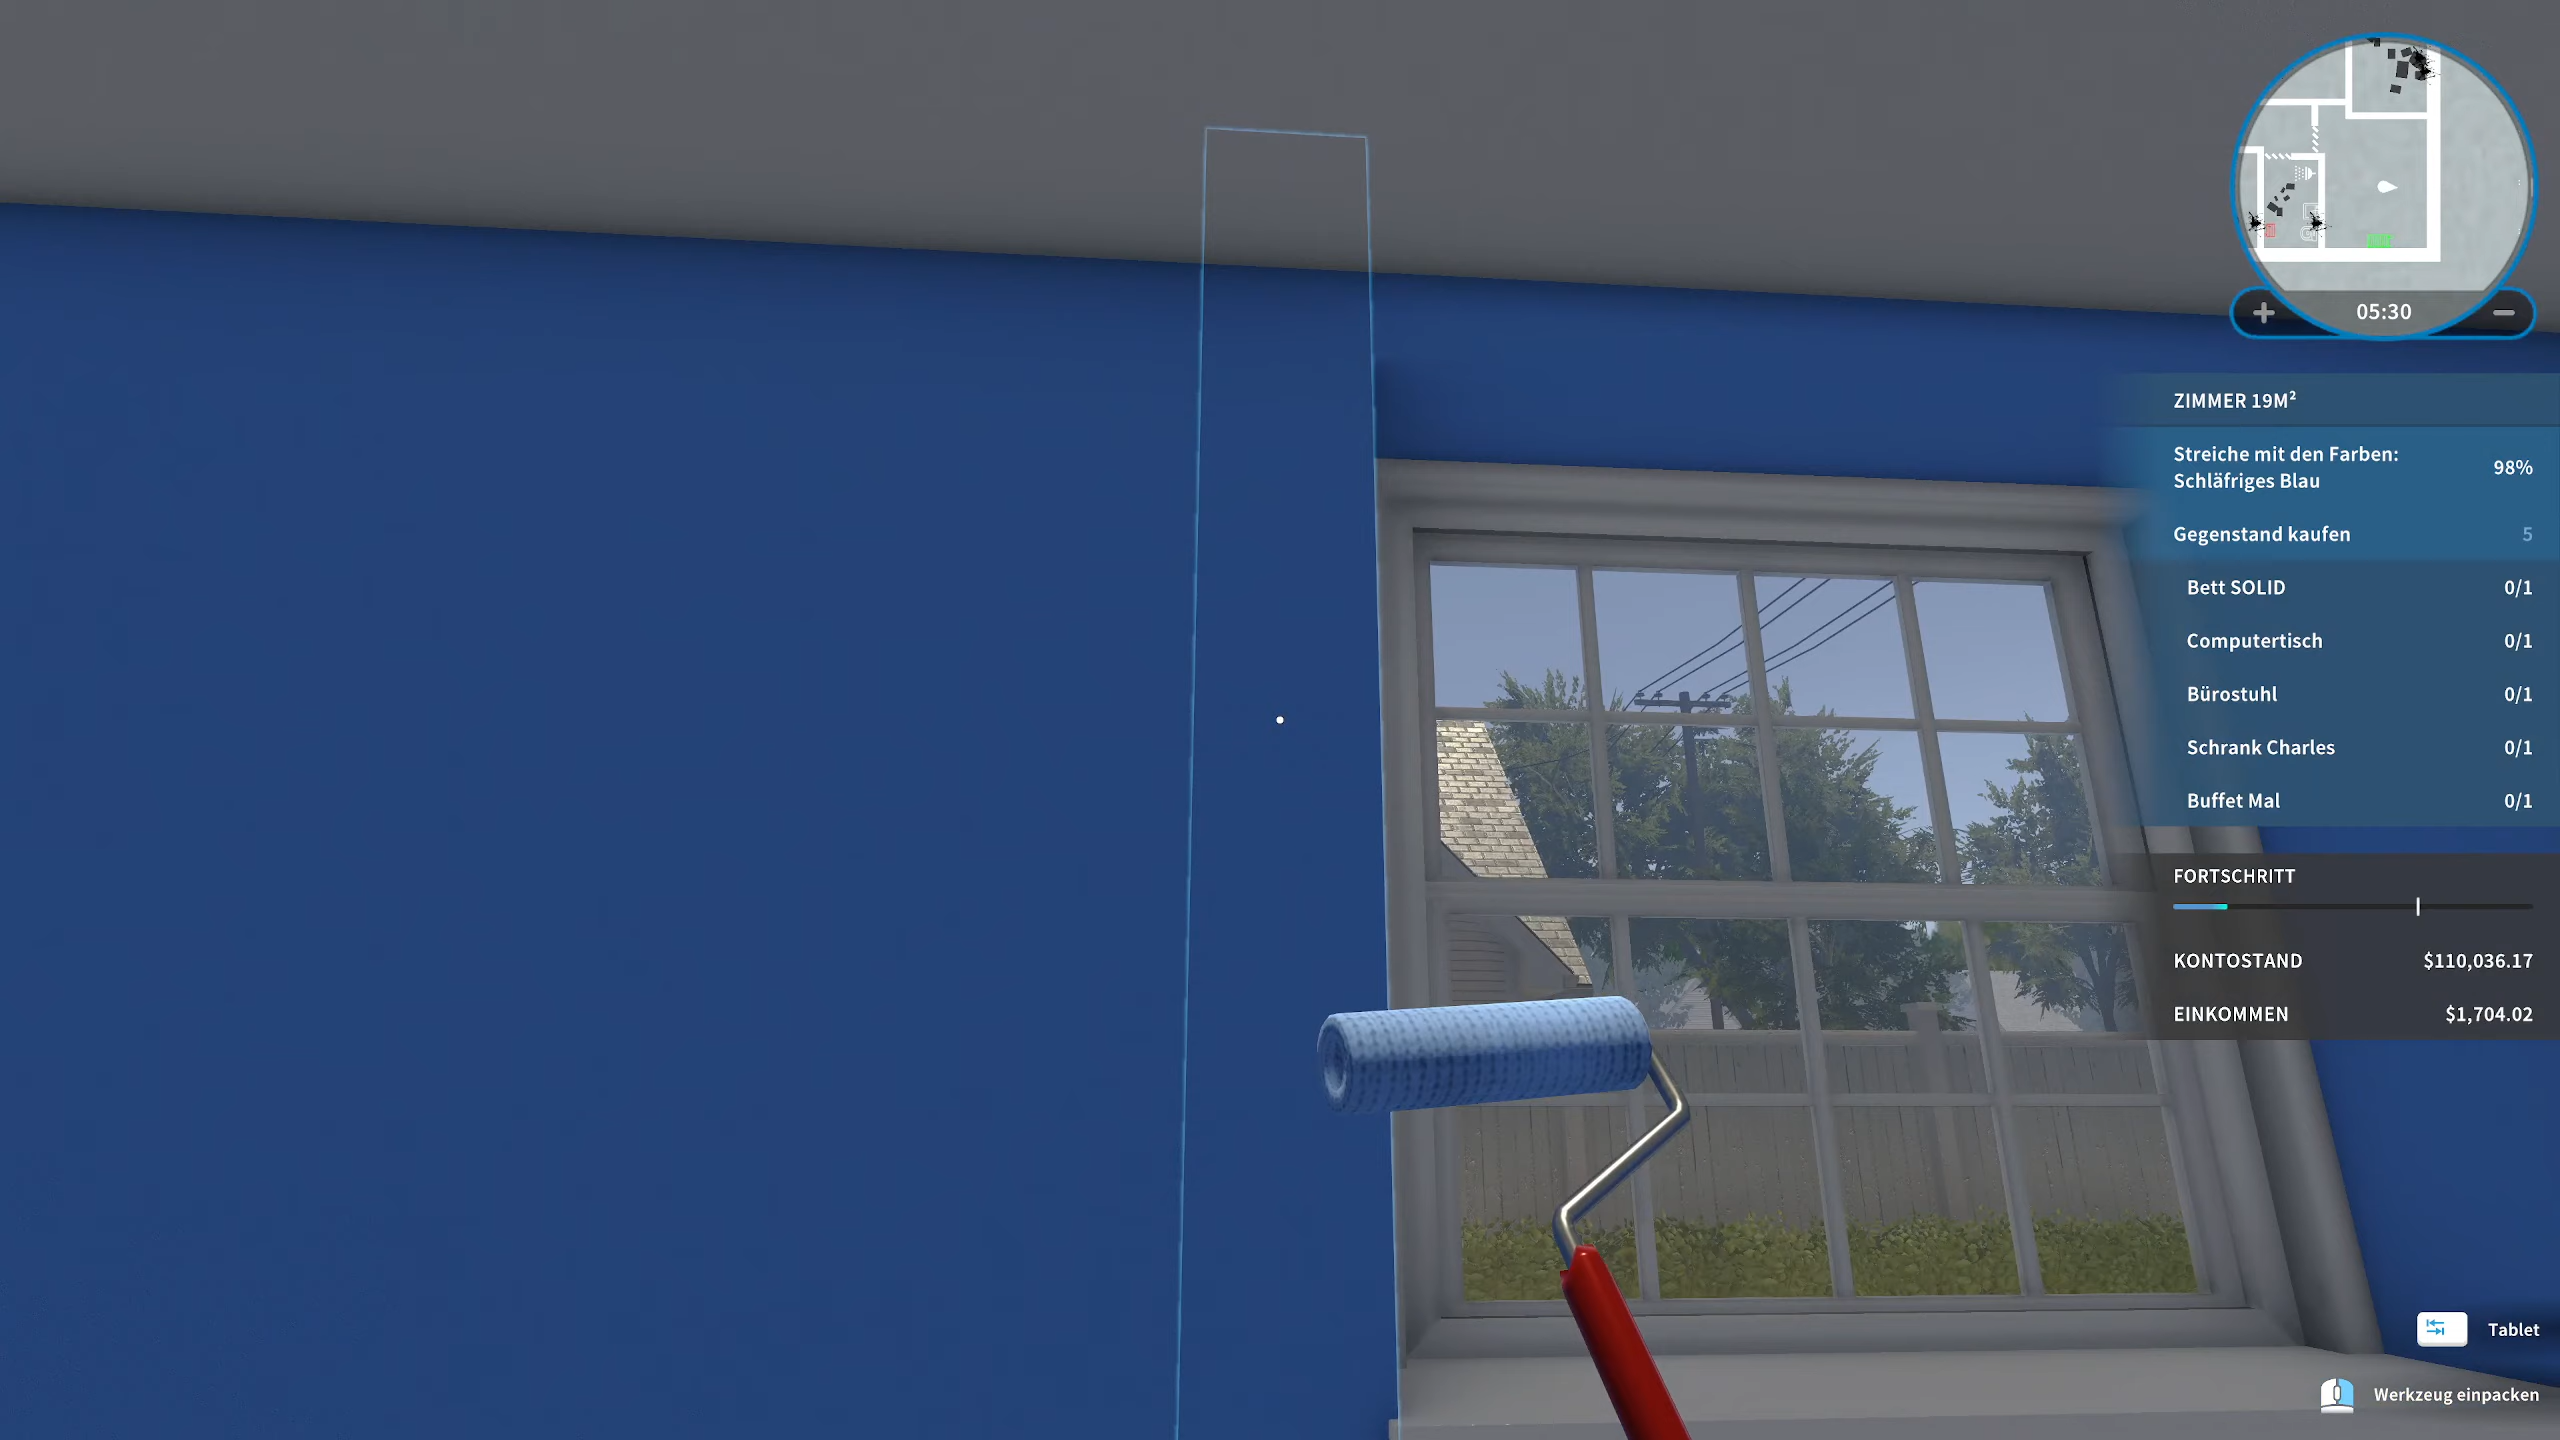 05:30
ZIMMER 19M²
Streiche mit den Farben:
Schläfriges Blau 98%
Gegenstand kaufen 5
Bett SOLID 0/1
Computertisch 0/1
Bürostuhl 0/1
Schrank Charles 0/1
Buffet Mal 0/1
FORTSCHRITT
KONTOSTAND $110,036.17
EINKOMMEN $1,704.02
Tablet
Werkzeug einpacken